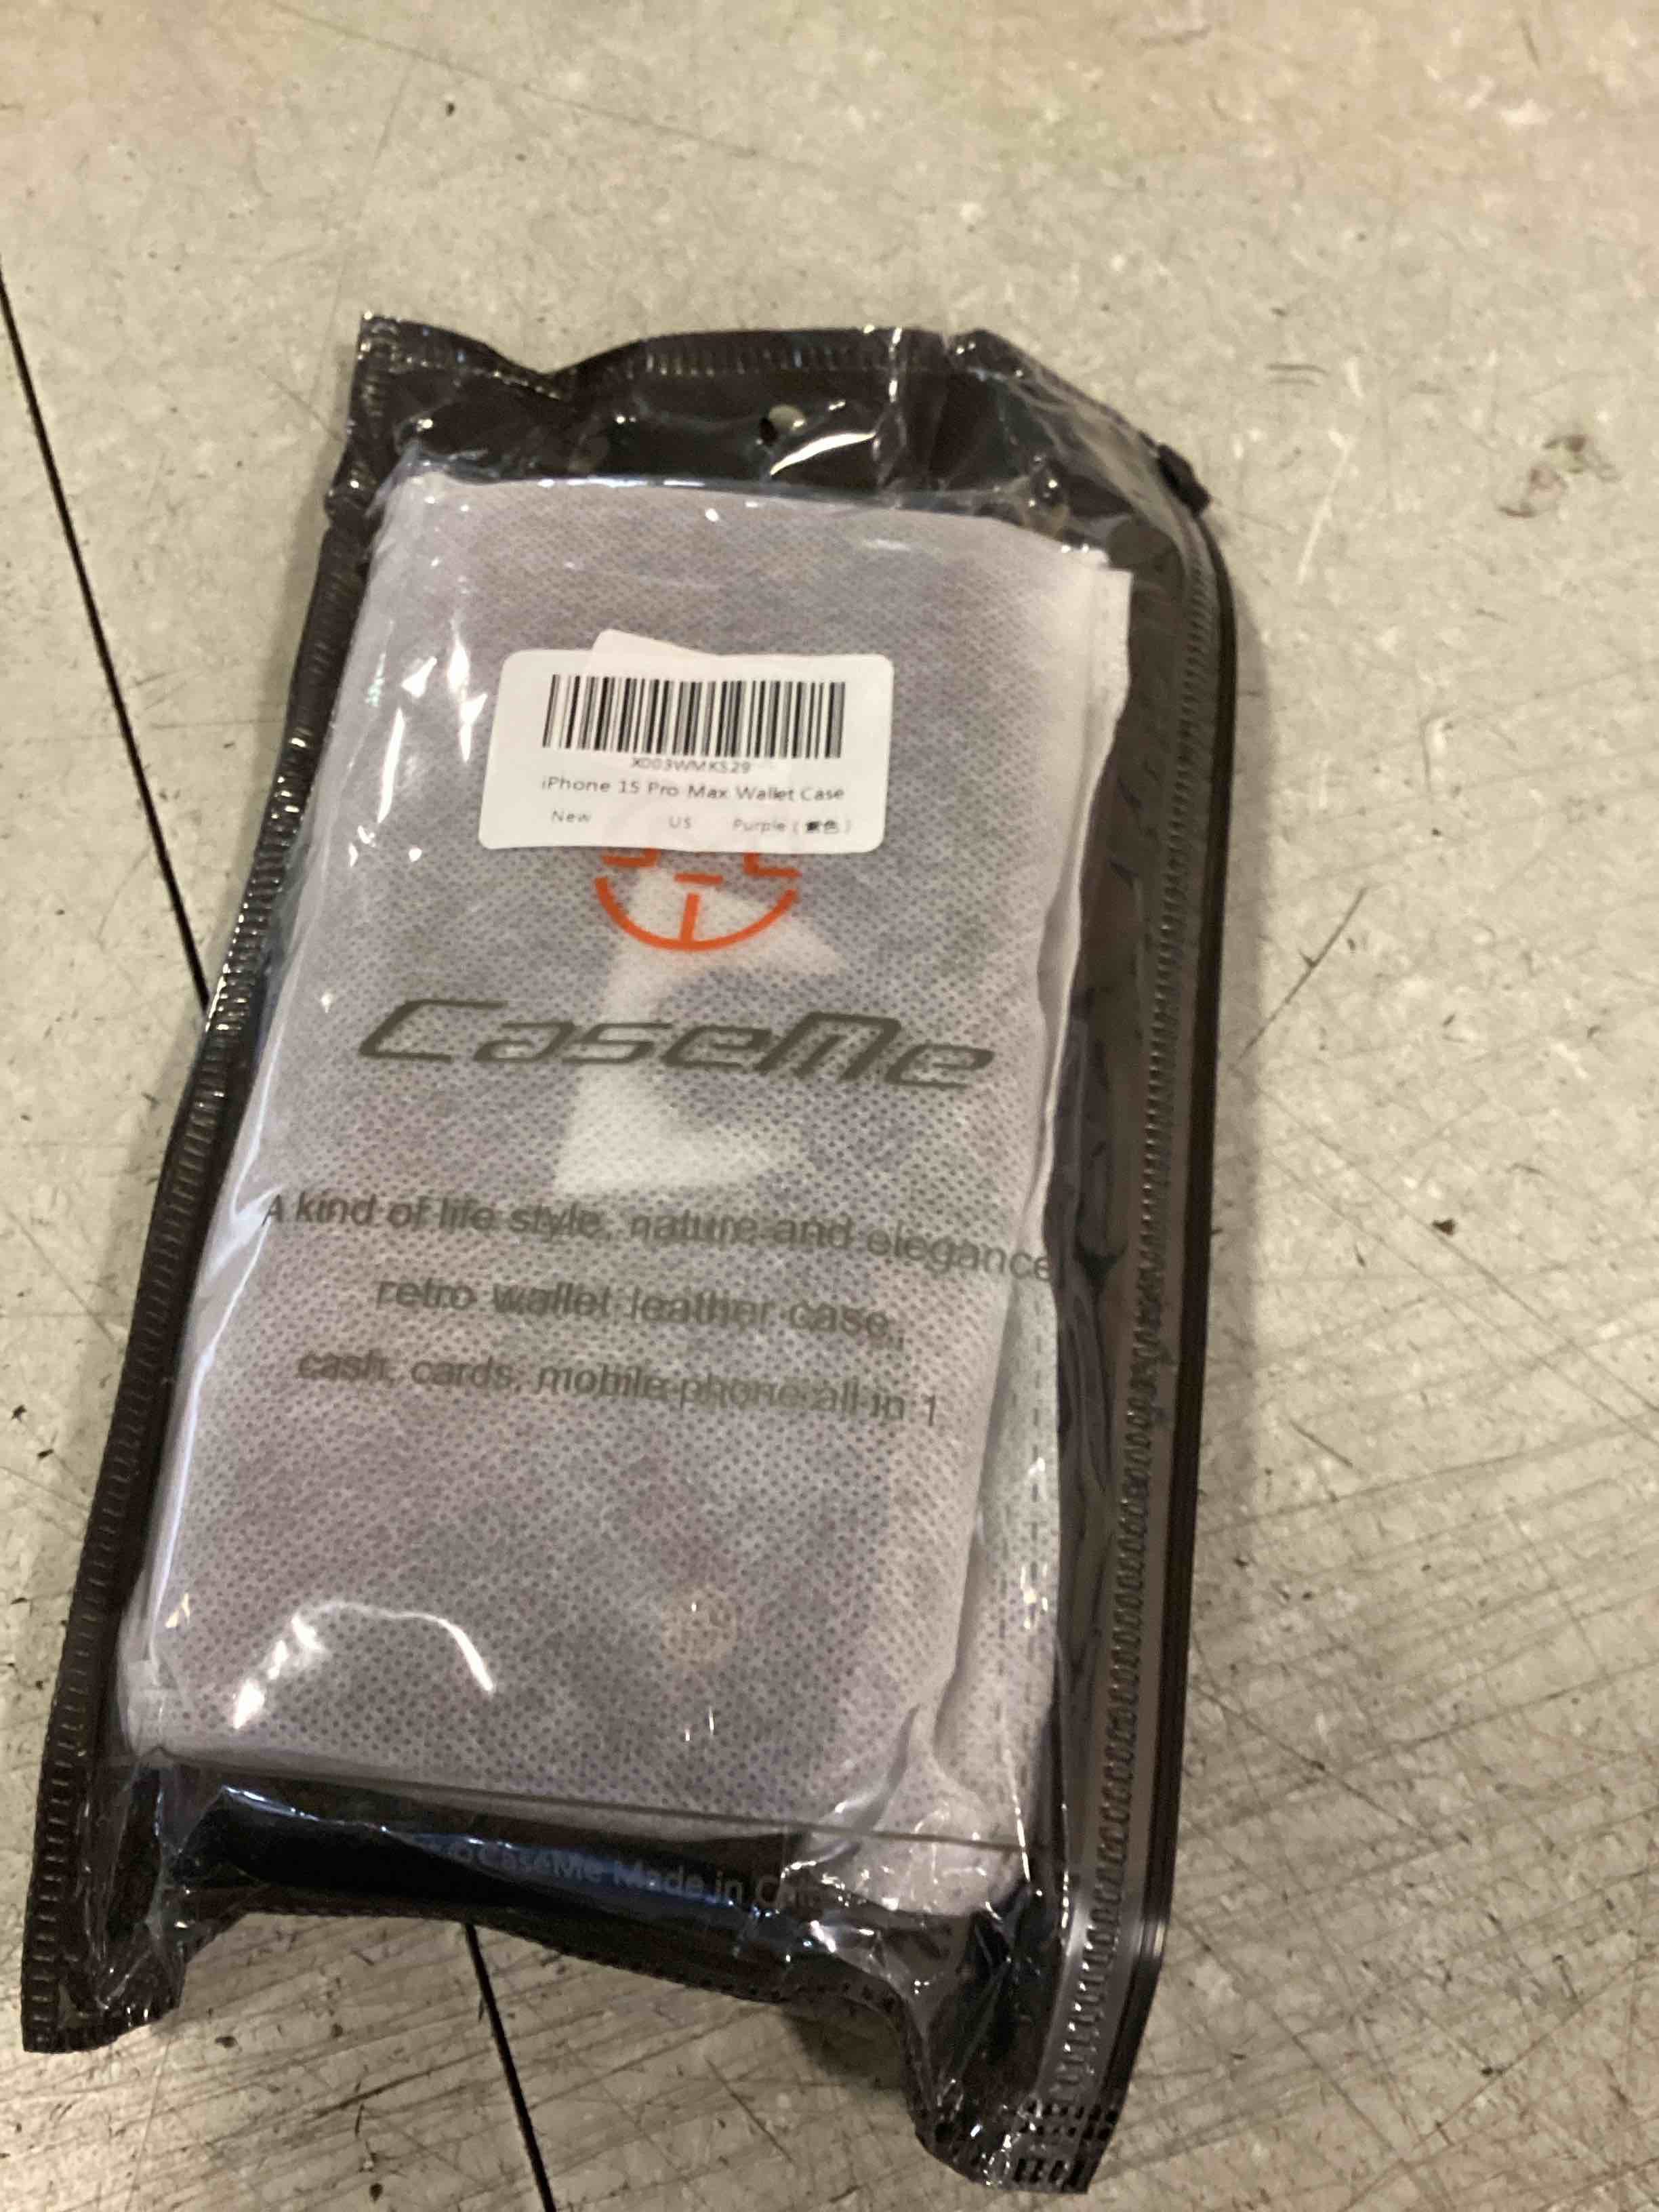 X003WMKS29
iPhone 15 Pro Max Wallet Case
New US Purple (紫色)
CaseMe
A kind of life style, nature and elegance
retro wallet leather case,
cash, cards, mobile phone all in 1
CaseMe Made in